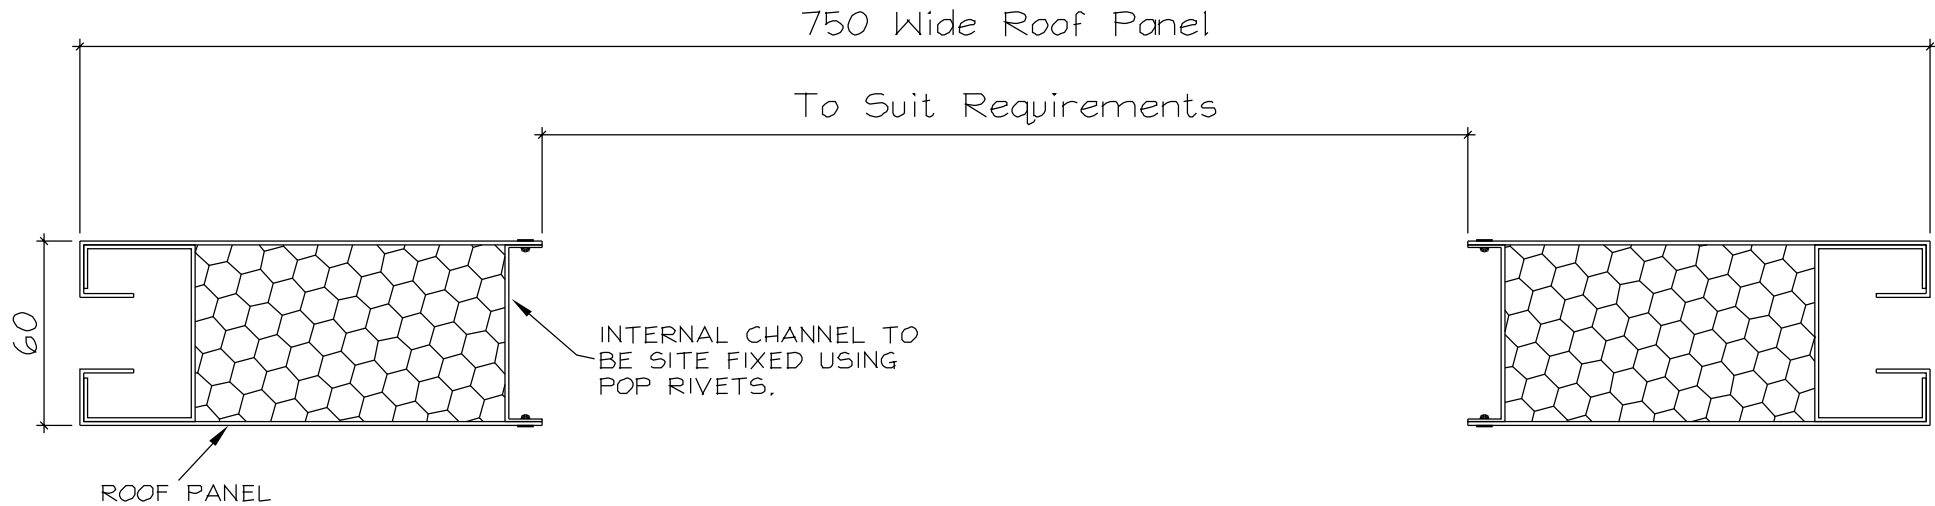 750 Wide Roof Panel
To Suit Requirements
60
INTERNAL CHANNEL TO
BE SITE FIXED USING
POP RIVETS.
ROOF PANEL